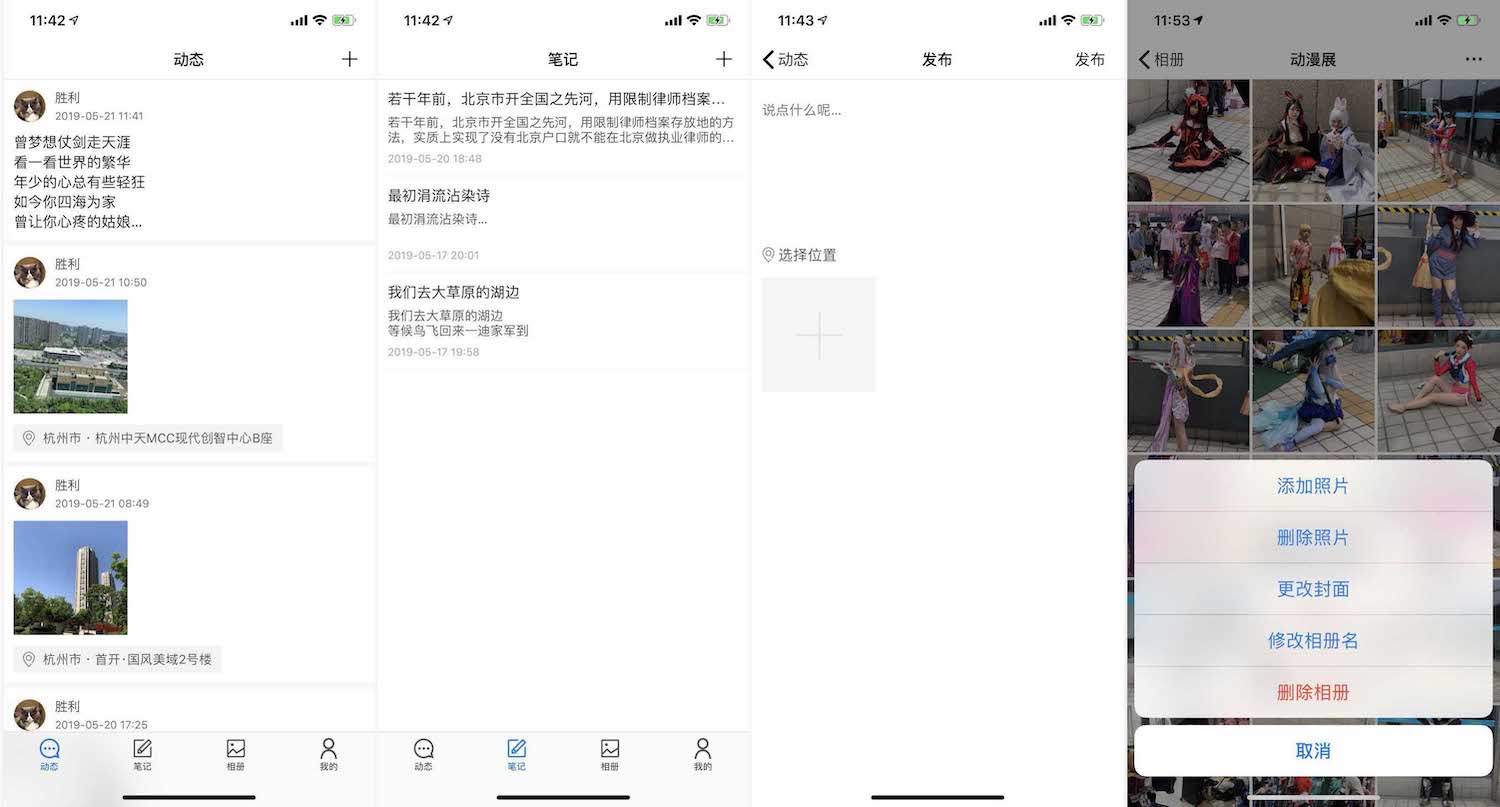 11:42
动态
胜利
2019-05-21 11:41
曾梦想仗剑走天涯
看一看世界的繁华
年少的心总有些轻狂
如今你四海为家
曾让你心疼的姑娘...
胜利
2019-05-21 10:50
杭州市·杭州中天MCC现代创智中心B座
胜利
2019-05-21 08:49
杭州市·首开·国风美域2号楼
胜利
2019-05-20 17:25
动态
笔记
相册
我的
11:42
笔记
若干年前，北京市开全国之先河，用限制律师档案...
若干年前，北京市开全国之先河，用限制律师档案存放地的方
法，实质上实现了没有北京户口就不能在北京做执业律师的...
2019-05-20 18:48
最初涓流沾染诗
最初涓流沾染诗...
2019-05-17 20:01
我们去大草原的湖边
我们去大草原的湖边
等候鸟飞回来一迪家军到
2019-05-17 19:58
动态
笔记
相册
我的
11:43
动态
发布
发布
说点什么呢...
选择位置
11:53
相册
动漫展
添加照片
删除照片
更改封面
修改相册名
删除相册
取消